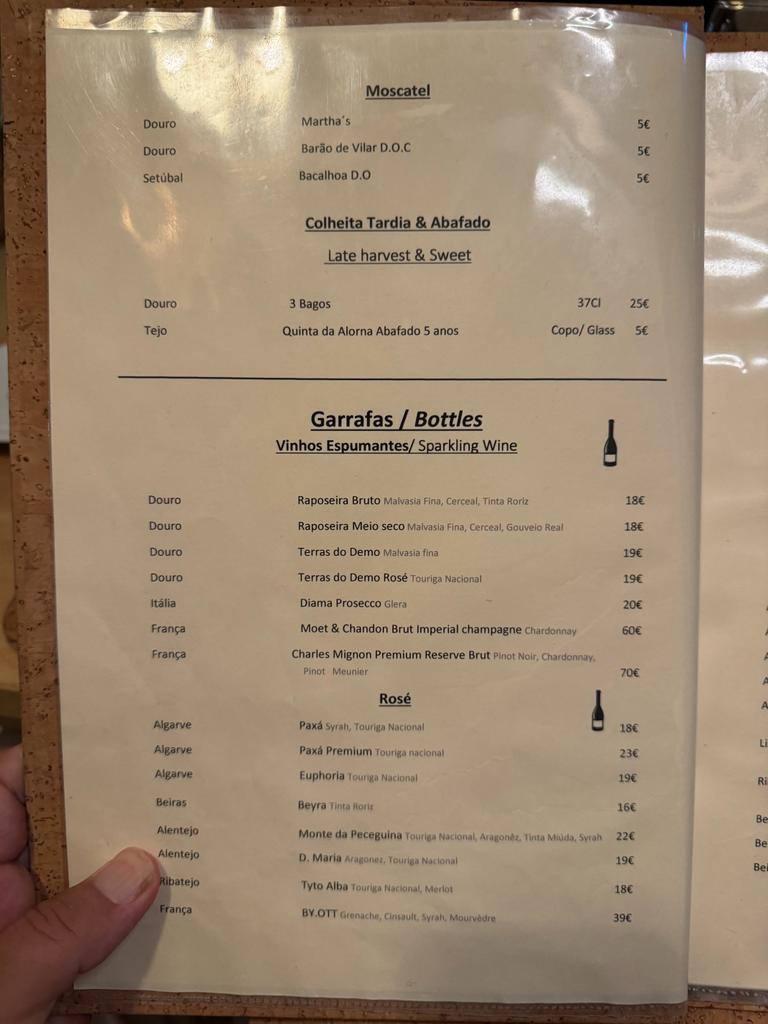 Moscatel
Douro Martha´s 5€
Douro Barão de Vilar D.O.C 5€
Setúbal Bacalhoa D.O 5€
Colheita Tardia & Abafado
Late harvest & Sweet
Douro 3 Bagos 37Cl 25€
Tejo Quinta da Alorna Abafado 5 anos Copo/ Glass 5€
Garrafas / Bottles
Vinhos Espumantes/ Sparkling Wine
Douro Raposeira Bruto Malvasia Fina, Cerceal, Tinta Roriz 18€
Douro Raposeira Meio seco Malvasia Fina, Cerceal, Gouveio Real 18€
Douro Terras do Demo Malvasia fina 19€
Douro Terras do Demo Rosé Touriga Nacional 19€
Itália Diama Prosecco Glera 20€
França Moet & Chandon Brut Imperial champagne Chardonnay 60€
França Charles Mignon Premium Reserve Brut Pinot Noir, Chardonnay,
Pinot Meunier 70€
Rosé
Algarve Paxá Syrah, Touriga Nacional 18€
Algarve Paxá Premium Touriga nacional 23€
Algarve Euphoria Touriga Nacional 19€
Beiras Beyra Tinta Roriz 16€
Alentejo Monte da Peceguina Touriga Nacional, Aragonêz, Tinta Miúda, Syrah 22€
Alentejo D. Maria Aragonez, Touriga Nacional 19€
Ribatejo Tyto Alba Touriga Nacional, Merlot 18€
França BY.OTT Grenache, Cinsault, Syrah, Mourvèdre 39€